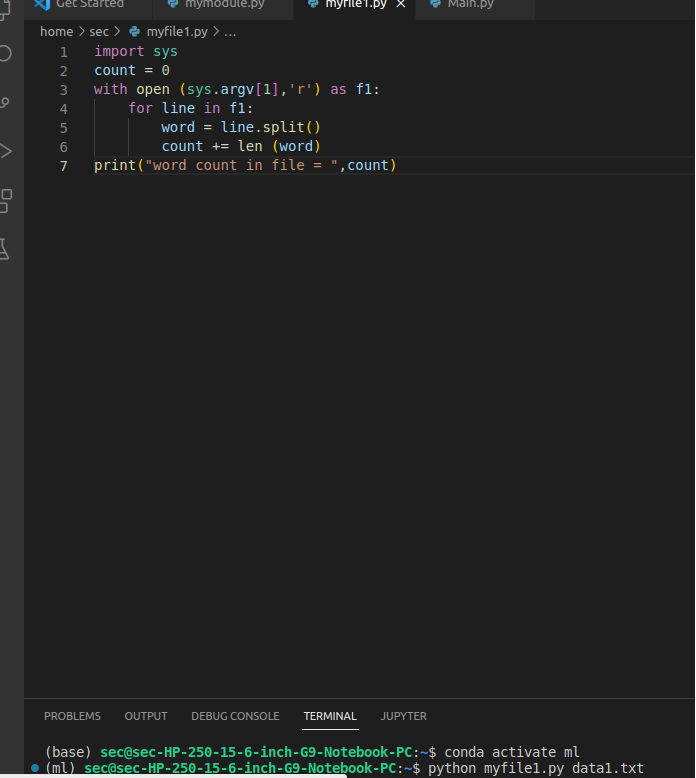 Get Started mymodule.py myfile1.py Main.py
home > sec > myfile1.py > ...
1 import sys
2 count = 0
3 with open (sys.argv[1],'r') as f1:
4 for line in f1:
5 word = line.split()
6 count += len (word)
7 print("word count in file = ",count)
PROBLEMS OUTPUT DEBUG CONSOLE TERMINAL JUPYTER
(base) sec@sec-HP-250-15-6-inch-G9-Notebook-PC:~$ conda activate ml
(ml) sec@sec-HP-250-15-6-inch-G9-Notebook-PC:~$ python myfile1.py data1.txt